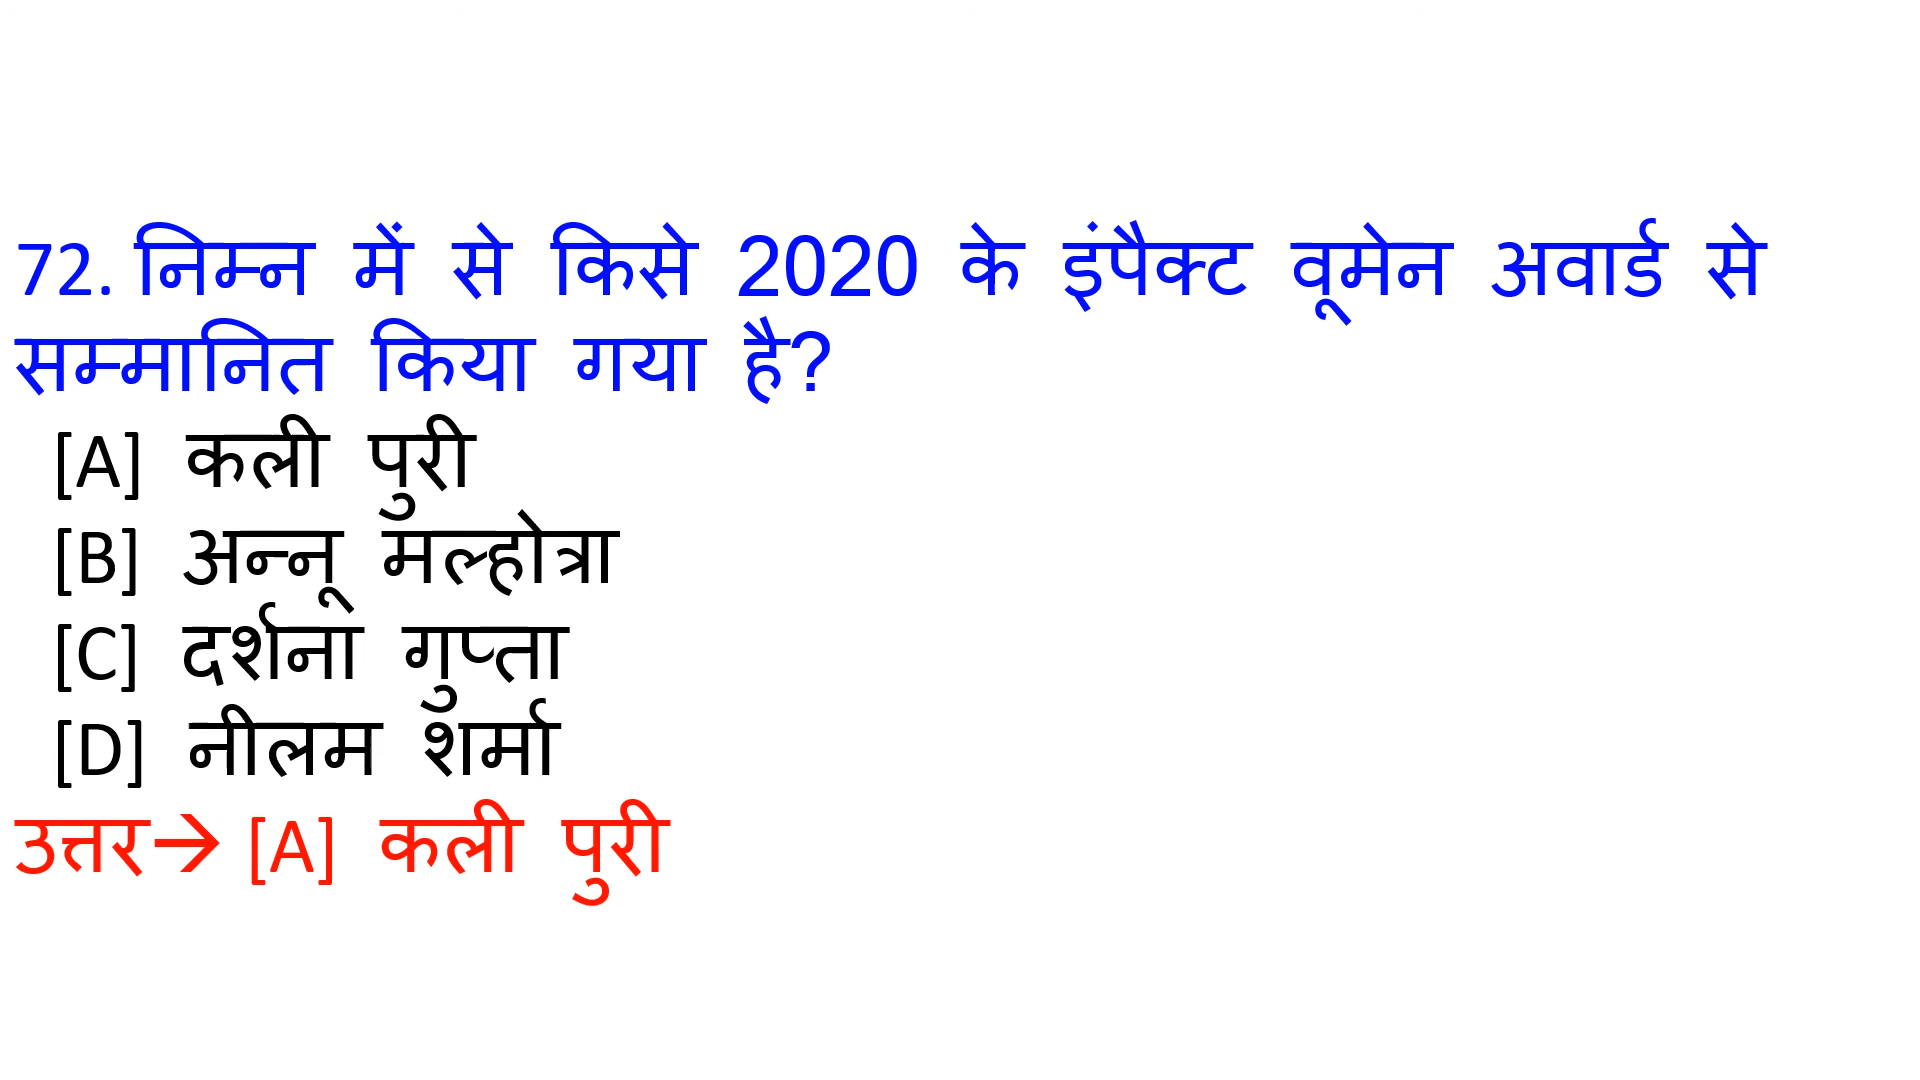 72. निम्न में से किसे 2020 के इंपैक्ट वूमेन अवार्ड से
सम्मानित किया गया है?
[A] कली पुरी
[B] अन्नू मल्होत्रा
[C] दर्शना गुप्ता
[D] नीलम शर्मा
उत्तर→ [A] कली पुरी